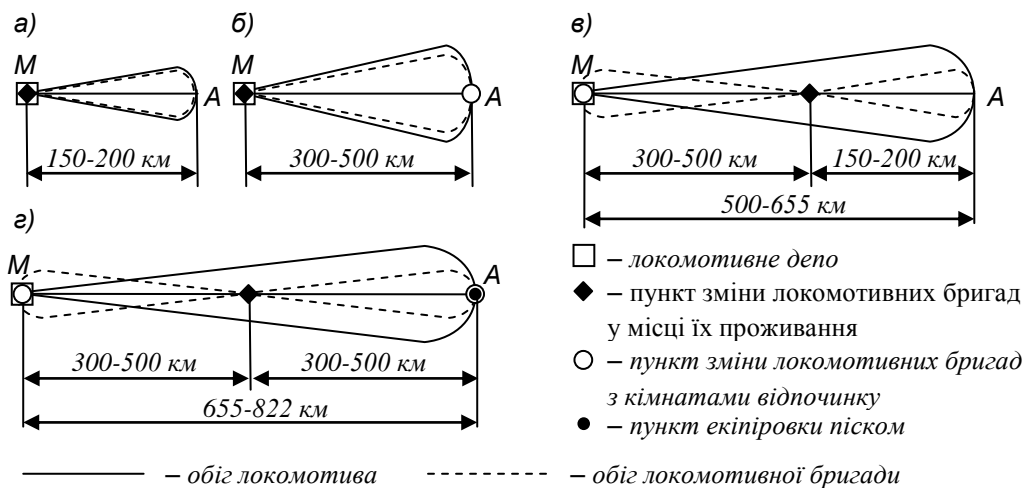 а)
б)
в)
М
А
М
А
М
А
150-200 км
300-500 км
300-500 км
150-200 км
500-655 км
г)
М
А
300-500 км
300-500 км
655-822 км
– локомотивне депо
– пункт зміни локомотивних бригад
у місці їх проживання
– пункт зміни локомотивних бригад
з кімнатами відпочинку
– пункт екіпіровки піском
– обіг локомотива
– обіг локомотивної бригади